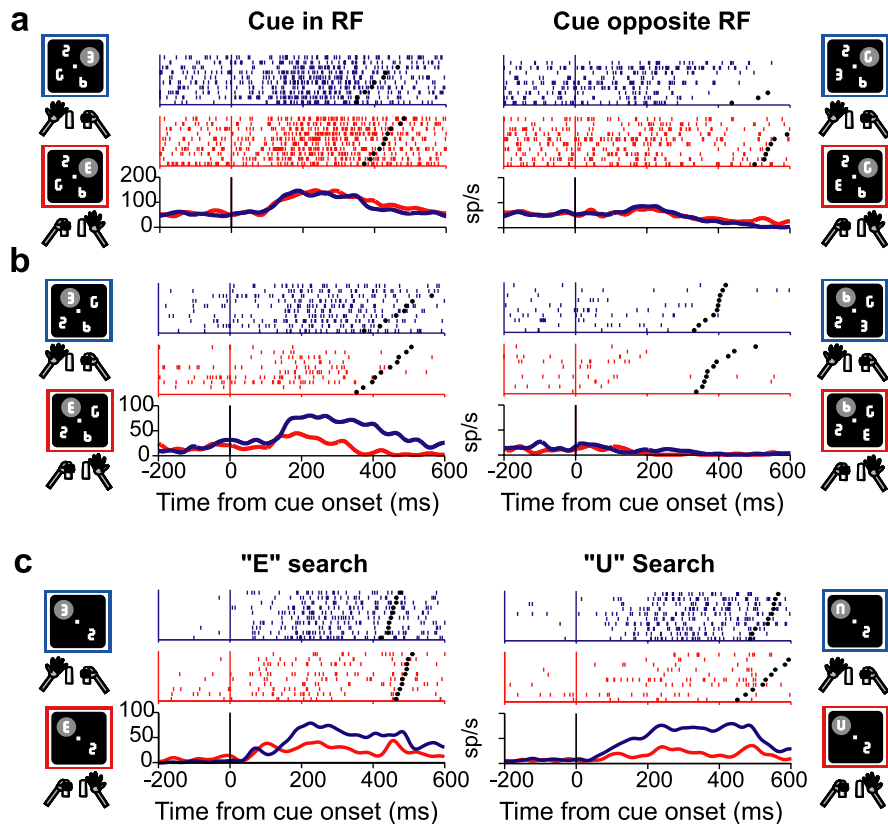 a
Cue in RF
Cue opposite RF
200
100
0
sp/s
b
100
50
0
sp/s
−200 0 200 400 600
−200 0 200 400 600
Time from cue onset (ms)
Time from cue onset (ms)
c
"E" search
"U" Search
100
50
0
sp/s
−200 0 200 400 600
−200 0 200 400 600
Time from cue onset (ms)
Time from cue onset (ms)